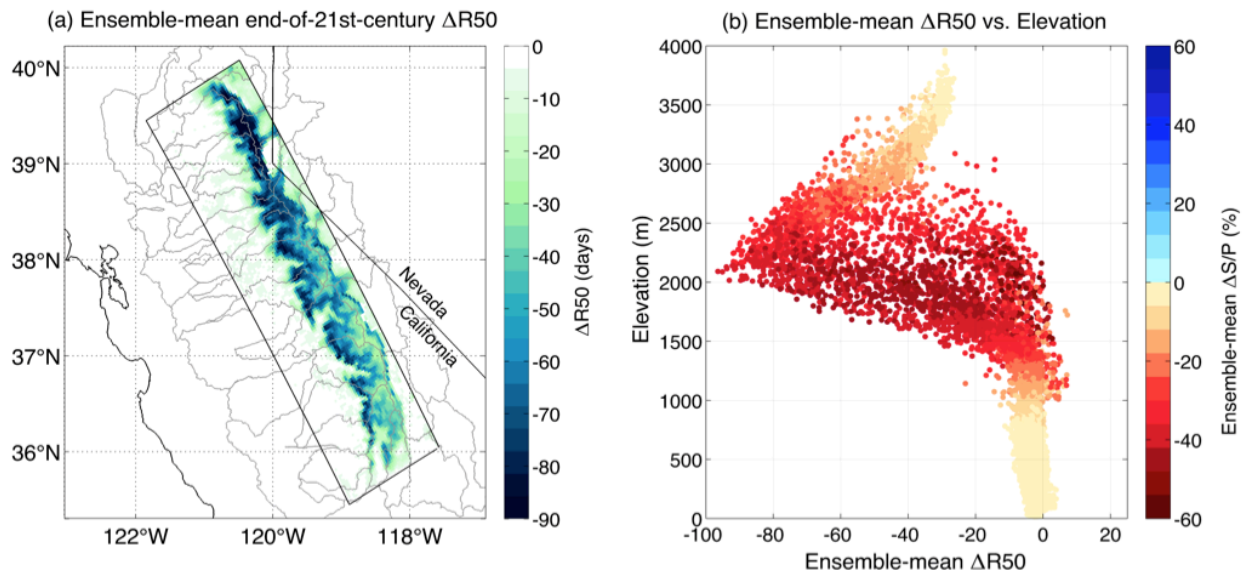 (a) Ensemble-mean end-of-21st-century ΔR50
40°N
39°N
38°N
37°N
36°N
122°W
120°W
118°W
Nevada
California
0
-10
-20
-30
-40
-50
-60
-70
-80
-90
ΔR50 (days)
(b) Ensemble-mean ΔR50 vs. Elevation
Elevation (m)
4000
3500
3000
2500
2000
1500
1000
500
0
-100
-80
-60
-40
-20
0
20
Ensemble-mean ΔR50
60
40
20
0
-20
-40
-60
Ensemble-mean ΔS/P (%)